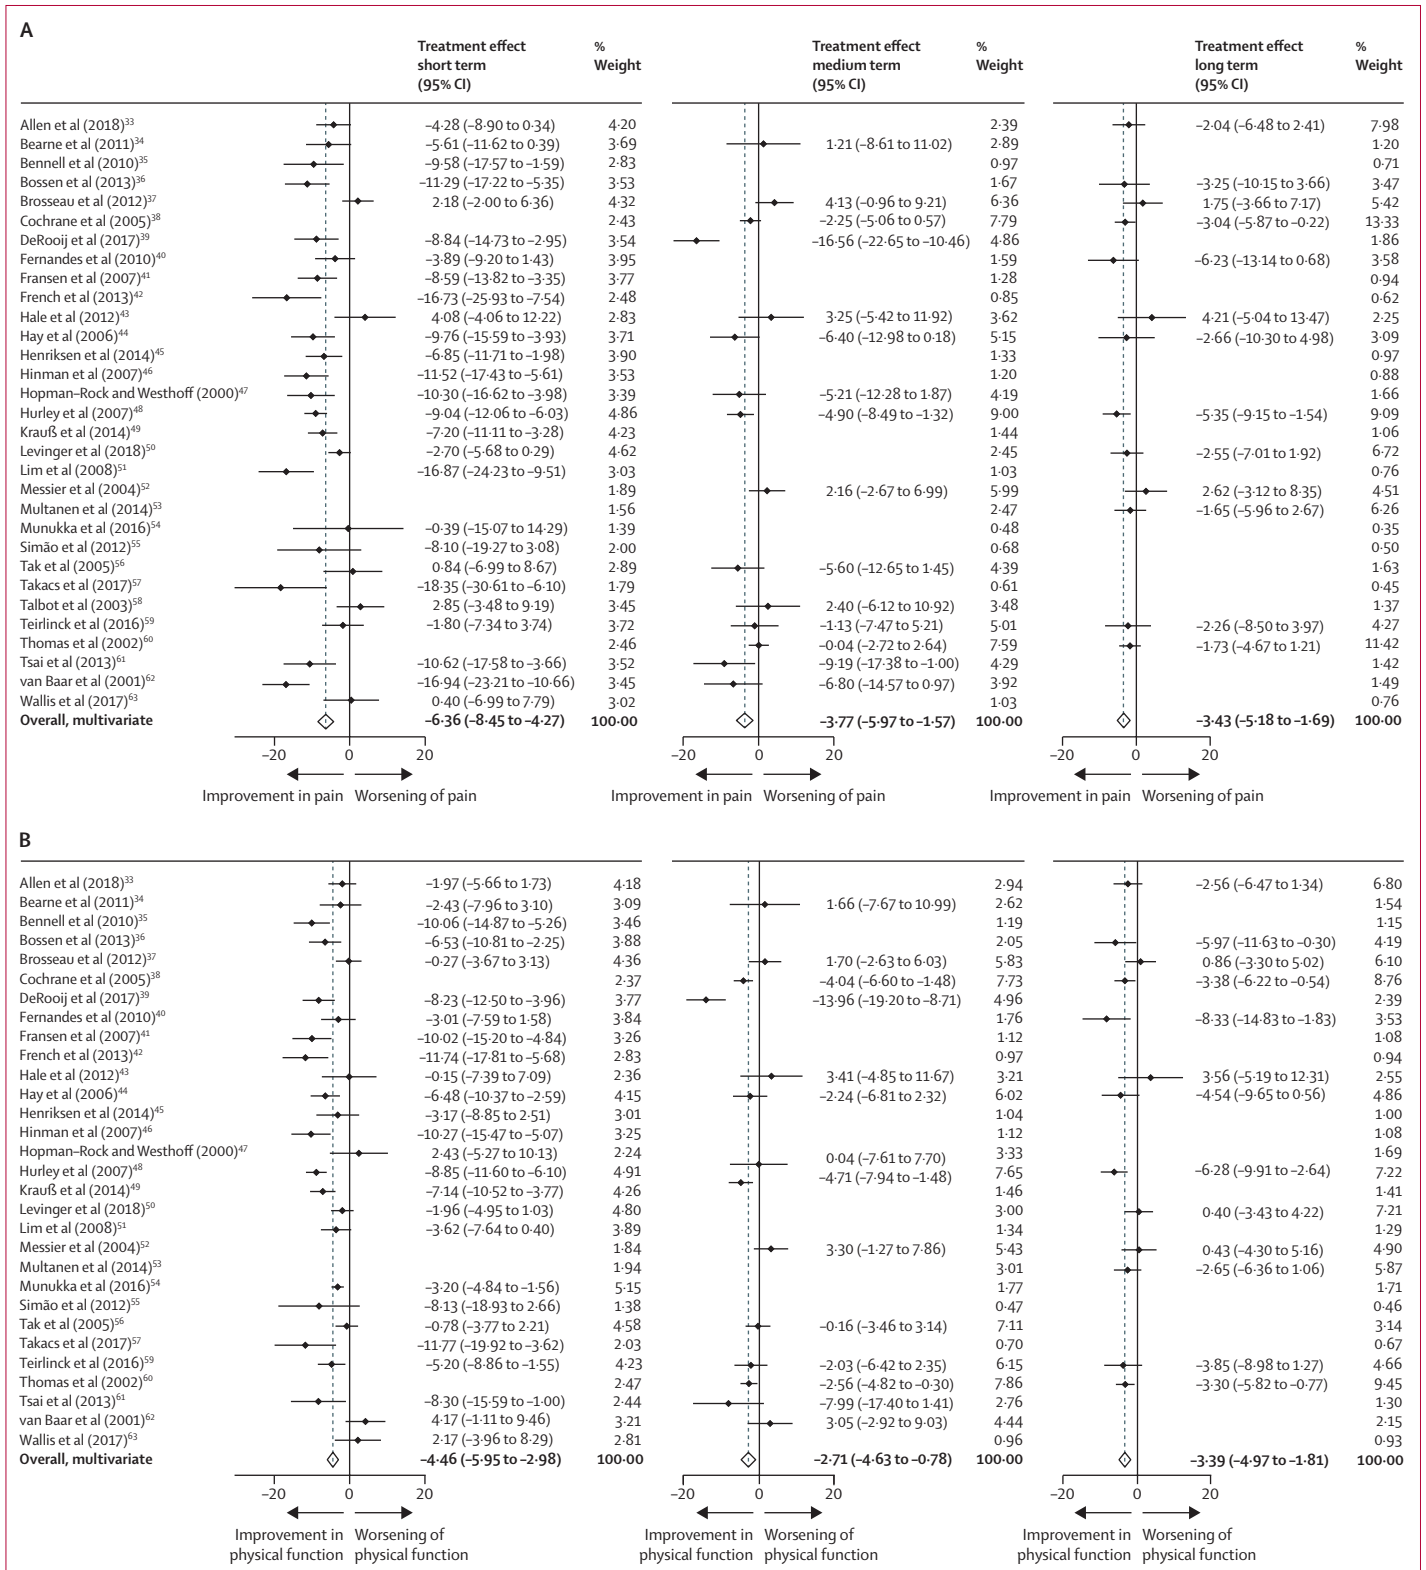 A
Treatment effect short term (95% CI) % Weight Treatment effect medium term (95% CI) % Weight Treatment effect long term (95% CI) % Weight
Allen et al (2018)33 –4·28 (–8·90 to 0·34) 4·20 2·39 –2·04 (–6·48 to 2·41) 7·98
Bearne et al (2011)34 –5·61 (–11·62 to 0·39) 3·69 1·21 (–8·61 to 11·02) 2·89 1·20
Bennell et al (2010)35 –9·58 (–17·57 to –1·59) 2·83 0·97 0·71
Bossen et al (2013)36 –11·29 (–17·22 to –5·35) 3·53 1·67 –3·25 (–10·15 to 3·66) 3·47
Brosseau et al (2012)37 2·18 (–2·00 to 6·36) 4·32 4·13 (–0·96 to 9·21) 6·36 1·75 (–3·66 to 7·17) 5·42
Cochrane et al (2005)38 2·43 –2·25 (–5·06 to 0·57) 7·79 –3·04 (–5·87 to –0·22) 13·33
DeRooij et al (2017)39 –8·84 (–14·73 to –2·95) 3·54 –16·56 (–22·65 to –10·46) 4·86 1·86
Fernandes et al (2010)40 –3·89 (–9·20 to 1·43) 3·95 1·59 –6·23 (–13·14 to 0·68) 3·58
Fransen et al (2007)41 –8·59 (–13·82 to –3·35) 3·77 1·28 0·94
French et al (2013)42 –16·73 (–25·93 to –7·54) 2·48 0·85 0·62
Hale et al (2012)43 4·08 (–4·06 to 12·22) 2·83 3·25 (–5·42 to 11·92) 3·62 4·21 (–5·04 to 13·47) 2·25
Hay et al (2006)44 –9·76 (–15·59 to –3·93) 3·71 –6·40 (–12·98 to 0·18) 5·15 –2·66 (–10·30 to 4·98) 3·09
Henriksen et al (2014)45 –6·85 (–11·71 to –1·98) 3·90 1·33 0·97
Hinman et al (2007)46 –11·52 (–17·43 to –5·61) 3·53 1·20 0·88
Hopman–Rock and Westhoff (2000)47 –10·30 (–16·62 to –3·98) 3·39 –5·21 (–12·28 to 1·87) 4·19 1·66
Hurley et al (2007)48 –9·04 (–12·06 to –6·03) 4·86 –4·90 (–8·49 to –1·32) 9·00 –5·35 (–9·15 to –1·54) 9·09
Krauß et al (2014)49 –7·20 (–11·11 to –3·28) 4·23 1·44 1·06
Levinger et al (2018)50 –2·70 (–5·68 to 0·29) 4·62 2·45 –2·55 (–7·01 to 1·92) 6·72
Lim et al (2008)51 –16·87 (–24·23 to –9·51) 3·03 1·03 0·76
Messier et al (2004)52 1·89 2·16 (–2·67 to 6·99) 5·99 2·62 (–3·12 to 8·35) 4·51
Multanen et al (2014)53 1·56 2·47 –1·65 (–5·96 to 2·67) 6·26
Munukka et al (2016)54 –0·39 (–15·07 to 14·29) 1·39 0·48 0·35
Simão et al (2012)55 –8·10 (–19·27 to 3·08) 2·00 0·68 0·50
Tak et al (2005)56 0·84 (–6·99 to 8·67) 2·89 –5·60 (–12·65 to 1·45) 4·39 1·63
Takacs et al (2017)57 –18·35 (–30·61 to –6·10) 1·79 0·61 0·45
Talbot et al (2003)58 2·85 (–3·48 to 9·19) 3·45 2·40 (–6·12 to 10·92) 3·48 1·37
Teirlinck et al (2016)59 –1·80 (–7·34 to 3·74) 3·72 –1·13 (–7·47 to 5·21) 5·01 –2·26 (–8·50 to 3·97) 4·27
Thomas et al (2002)60 2·46 –0·04 (–2·72 to 2·64) 7·59 –1·73 (–4·67 to 1·21) 11·42
Tsai et al (2013)61 –10·62 (–17·58 to –3·66) 3·52 –9·19 (–17·38 to –1·00) 4·29 1·42
van Baar et al (2001)62 –16·94 (–23·21 to –10·66) 3·45 –6·80 (–14·57 to 0·97) 3·92 1·49
Wallis et al (2017)63 0·40 (–6·99 to 7·79) 3·02 1·03 0·76
Overall, multivariate –6·36 (–8·45 to –4·27) 100·00 –3·77 (–5·97 to –1·57) 100·00 –3·43 (–5·18 to –1·69) 100·00
–20 0 20 –20 0 20 –20 0 20
Improvement in pain Worsening of pain Improvement in pain Worsening of pain Improvement in pain Worsening of pain
B
Allen et al (2018)33 –1·97 (–5·66 to 1·73) 4·18 2·94 –2·56 (–6·47 to 1·34) 6·80
Bearne et al (2011)34 –2·43 (–7·96 to 3·10) 3·09 1·66 (–7·67 to 10·99) 2·62 1·54
Bennell et al (2010)35 –10·06 (–14·87 to –5·26) 3·46 1·19 1·15
Bossen et al (2013)36 –6·53 (–10·81 to –2·25) 3·88 2·05 –5·97 (–11·63 to –0·30) 4·19
Brosseau et al (2012)37 –0·27 (–3·67 to 3·13) 4·36 1·70 (–2·63 to 6·03) 5·83 0·86 (–3·30 to 5·02) 6·10
Cochrane et al (2005)38 2·37 –4·04 (–6·60 to –1·48) 7·73 –3·38 (–6·22 to –0·54) 8·76
DeRooij et al (2017)39 –8·23 (–12·50 to –3·96) 3·77 –13·96 (–19·20 to –8·71) 4·96 2·39
Fernandes et al (2010)40 –3·01 (–7·59 to 1·58) 3·84 1·76 –8·33 (–14·83 to –1·83) 3·53
Fransen et al (2007)41 –10·02 (–15·20 to –4·84) 3·26 1·12 1·08
French et al (2013)42 –11·74 (–17·81 to –5·68) 2·83 0·97 0·94
Hale et al (2012)43 –0·15 (–7·39 to 7·09) 2·36 3·41 (–4·85 to 11·67) 3·21 3·56 (–5·19 to 12·31) 2·55
Hay et al (2006)44 –6·48 (–10·37 to –2·59) 4·15 –2·24 (–6·81 to 2·32) 6·02 –4·54 (–9·65 to 0·56) 4·86
Henriksen et al (2014)45 –3·17 (–8·85 to 2·51) 3·01 1·04 1·00
Hinman et al (2007)46 –10·27 (–15·47 to –5·07) 3·25 1·12 1·08
Hopman–Rock and Westhoff (2000)47 2·43 (–5·27 to 10·13) 2·24 0·04 (–7·61 to 7·70) 3·33 1·69
Hurley et al (2007)48 –8·85 (–11·60 to –6·10) 4·91 –4·71 (–7·94 to –1·48) 7·65 –6·28 (–9·91 to –2·64) 7·22
Krauß et al (2014)49 –7·14 (–10·52 to –3·77) 4·26 1·46 1·41
Levinger et al (2018)50 –1·96 (–4·95 to 1·03) 4·80 3·00 0·40 (–3·43 to 4·22) 7·21
Lim et al (2008)51 –3·62 (–7·64 to 0·40) 3·89 1·34 1·29
Messier et al (2004)52 1·84 3·30 (–1·27 to 7·86) 5·43 0·43 (–4·30 to 5·16) 4·90
Multanen et al (2014)53 1·94 3·01 –2·65 (–6·36 to 1·06) 5·87
Munukka et al (2016)54 –3·20 (–4·84 to –1·56) 5·15 1·77 1·71
Simão et al (2012)55 –8·13 (–18·93 to 2·66) 1·38 0·47 0·46
Tak et al (2005)56 –0·78 (–3·77 to 2·21) 4·58 –0·16 (–3·46 to 3·14) 7·11 3·14
Takacs et al (2017)57 –11·77 (–19·92 to –3·62) 2·03 0·70 0·67
Teirlinck et al (2016)59 –5·20 (–8·86 to –1·55) 4·23 –2·03 (–6·42 to 2·35) 6·15 –3·85 (–8·98 to 1·27) 4·66
Thomas et al (2002)60 2·47 –2·56 (–4·82 to –0·30) 7·86 –3·30 (–5·82 to –0·77) 9·45
Tsai et al (2013)61 –8·30 (–15·59 to –1·00) 2·44 –7·99 (–17·40 to 1·41) 2·76 1·30
van Baar et al (2001)62 4·17 (–1·11 to 9·46) 3·21 3·05 (–2·92 to 9·03) 4·44 2·15
Wallis et al (2017)63 2·17 (–3·96 to 8·29) 2·81 0·96 0·93
Overall, multivariate –4·46 (–5·95 to –2·98) 100·00 –2·71 (–4·63 to –0·78) 100·00 –3·39 (–4·97 to –1·81) 100·00
–20 0 20 –20 0 20 –20 0 20
Improvement in physical function Worsening of physical function Improvement in physical function Worsening of physical function Improvement in physical function Worsening of physical function